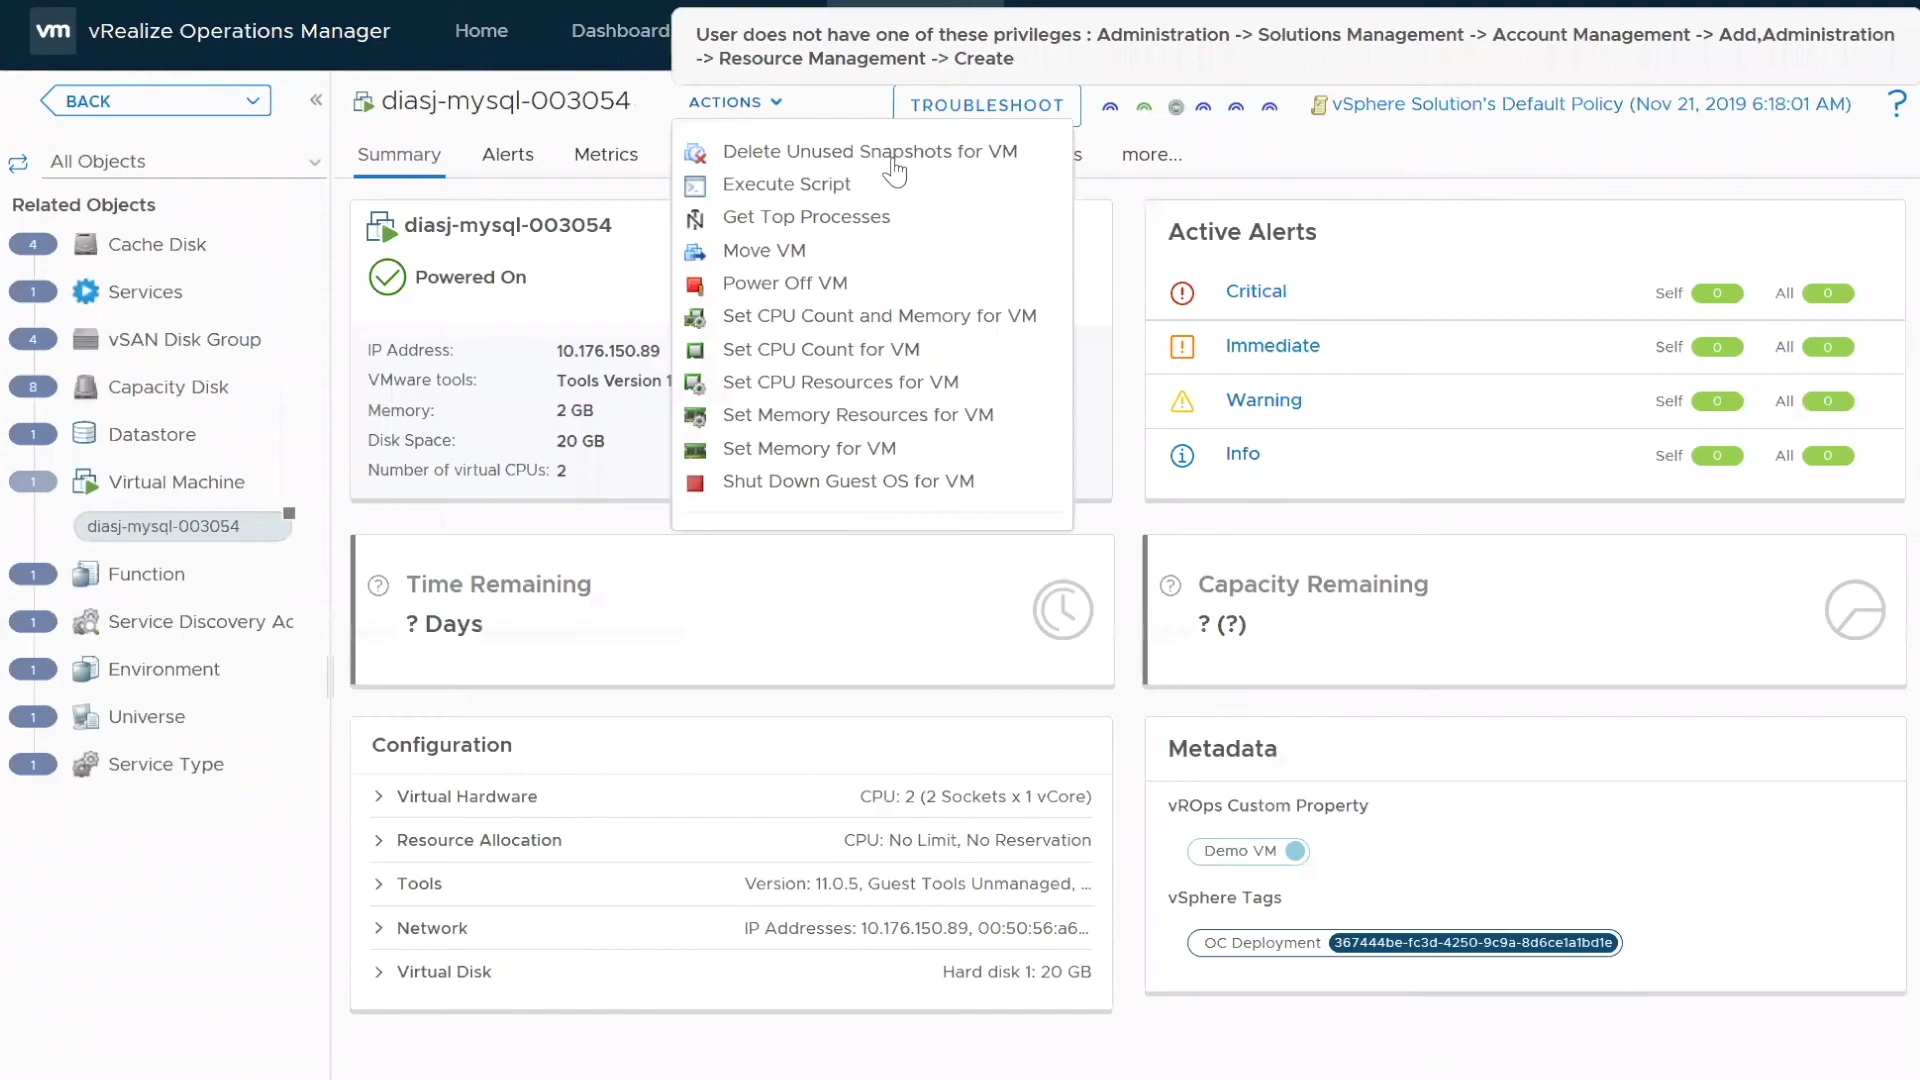 vm vRealize Operations Manager Home Dashboard
User does not have one of these privileges : Administration -> Solutions Management -> Account Management -> Add,Administration
-> Resource Management -> Create
BACK
diasj-mysql-003054
ACTIONS
TROUBLESHOOT
vSphere Solution's Default Policy (Nov 21, 2019 6:18:01 AM)
?
All Objects
Summary Alerts Metrics s more...
Related Objects
4 Cache Disk
1 Services
4 vSAN Disk Group
8 Capacity Disk
1 Datastore
1 Virtual Machine
diasj-mysql-003054
1 Function
1 Service Discovery Ac
1 Environment
1 Universe
1 Service Type
Delete Unused Snapshots for VM
Execute Script
Get Top Processes
Move VM
Power Off VM
Set CPU Count and Memory for VM
Set CPU Count for VM
Set CPU Resources for VM
Set Memory Resources for VM
Set Memory for VM
Shut Down Guest OS for VM
diasj-mysql-003054
Powered On
IP Address: 10.176.150.89
VMware tools: Tools Version 1
Memory: 2 GB
Disk Space: 20 GB
Number of virtual CPUs: 2
Active Alerts
Critical Self 0 All 0
Immediate Self 0 All 0
Warning Self 0 All 0
Info Self 0 All 0
? Time Remaining
? Days
? Capacity Remaining
? (?)
Configuration
Virtual Hardware CPU: 2 (2 Sockets x 1 vCore)
Resource Allocation CPU: No Limit, No Reservation
Tools Version: 11.0.5, Guest Tools Unmanaged, ...
Network IP Addresses: 10.176.150.89, 00:50:56:a6...
Virtual Disk Hard disk 1: 20 GB
Metadata
vROps Custom Property
Demo VM
vSphere Tags
OC Deployment 367444be-fc3d-4250-9c9a-8d6ce1a1bd1e